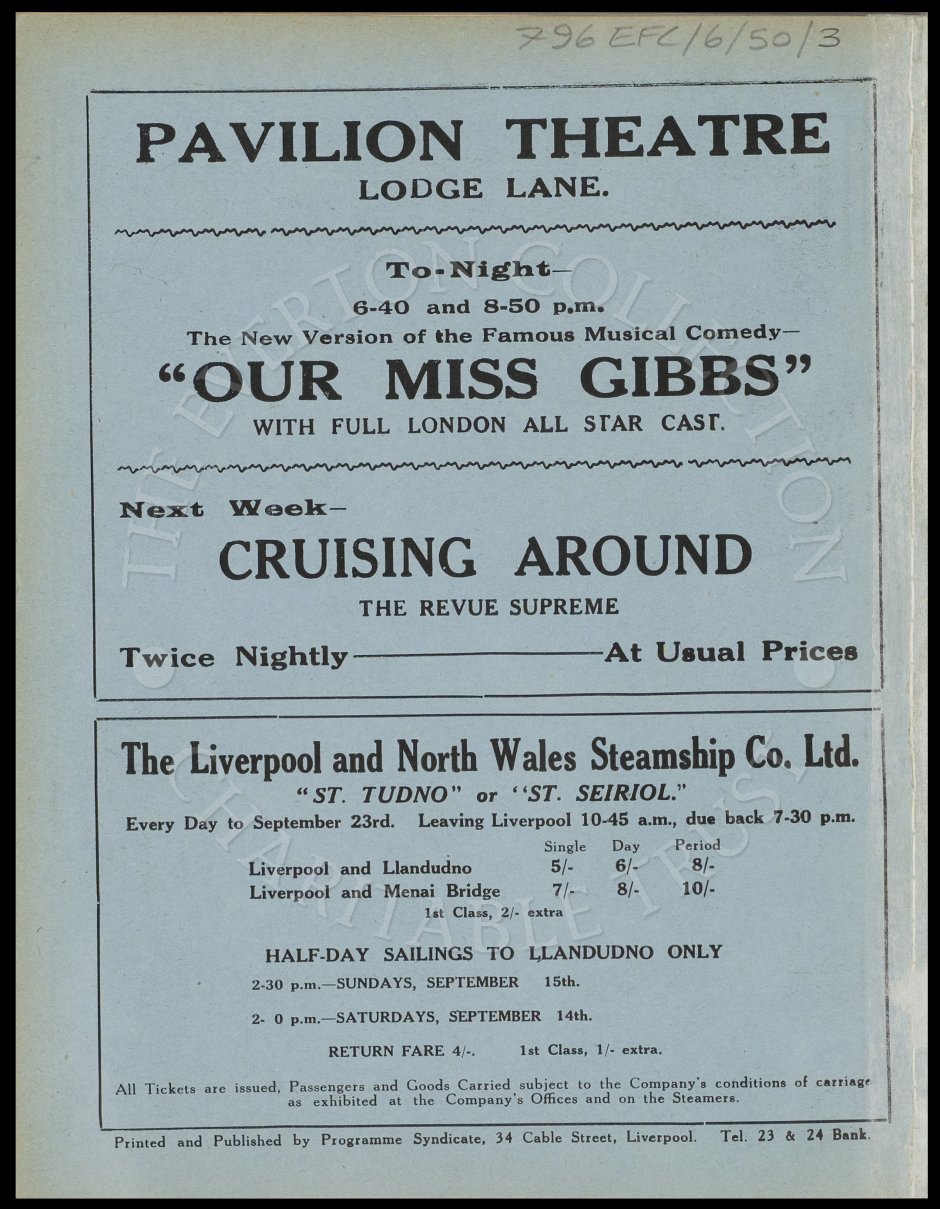 796 EFC/6/50/3
PAVILION THEATRE
LODGE LANE.
To-Night—
6-40 and 8-50 p.m.
The New Version of the Famous Musical Comedy—
“OUR MISS GIBBS”
WITH FULL LONDON ALL STAR CAST.
Next Week—
CRUISING AROUND
THE REVUE SUPREME
Twice Nightly——At Usual Prices
The Liverpool and North Wales Steamship Co. Ltd.
“ST. TUDNO” or “ST. SEIRIOL.”
Every Day to September 23rd. Leaving Liverpool 10-45 a.m., due back 7-30 p.m.
Single Day Period
Liverpool and Llandudno 5/- 6/- 8/-
Liverpool and Menai Bridge 7/- 8/- 10/-
1st Class, 2/- extra
HALF-DAY SAILINGS TO LLANDUDNO ONLY
2-30 p.m.—SUNDAYS, SEPTEMBER 15th.
2- 0 p.m.—SATURDAYS, SEPTEMBER 14th.
RETURN FARE 4/-. 1st Class, 1/- extra.
All Tickets are issued, Passengers and Goods Carried subject to the Company's conditions of carriage
as exhibited at the Company's Offices and on the Steamers.
Printed and Published by Programme Syndicate, 34 Cable Street, Liverpool. Tel. 23 & 24 Bank.
THE EVERTON COLLECTION
CHARITABLE TRUST